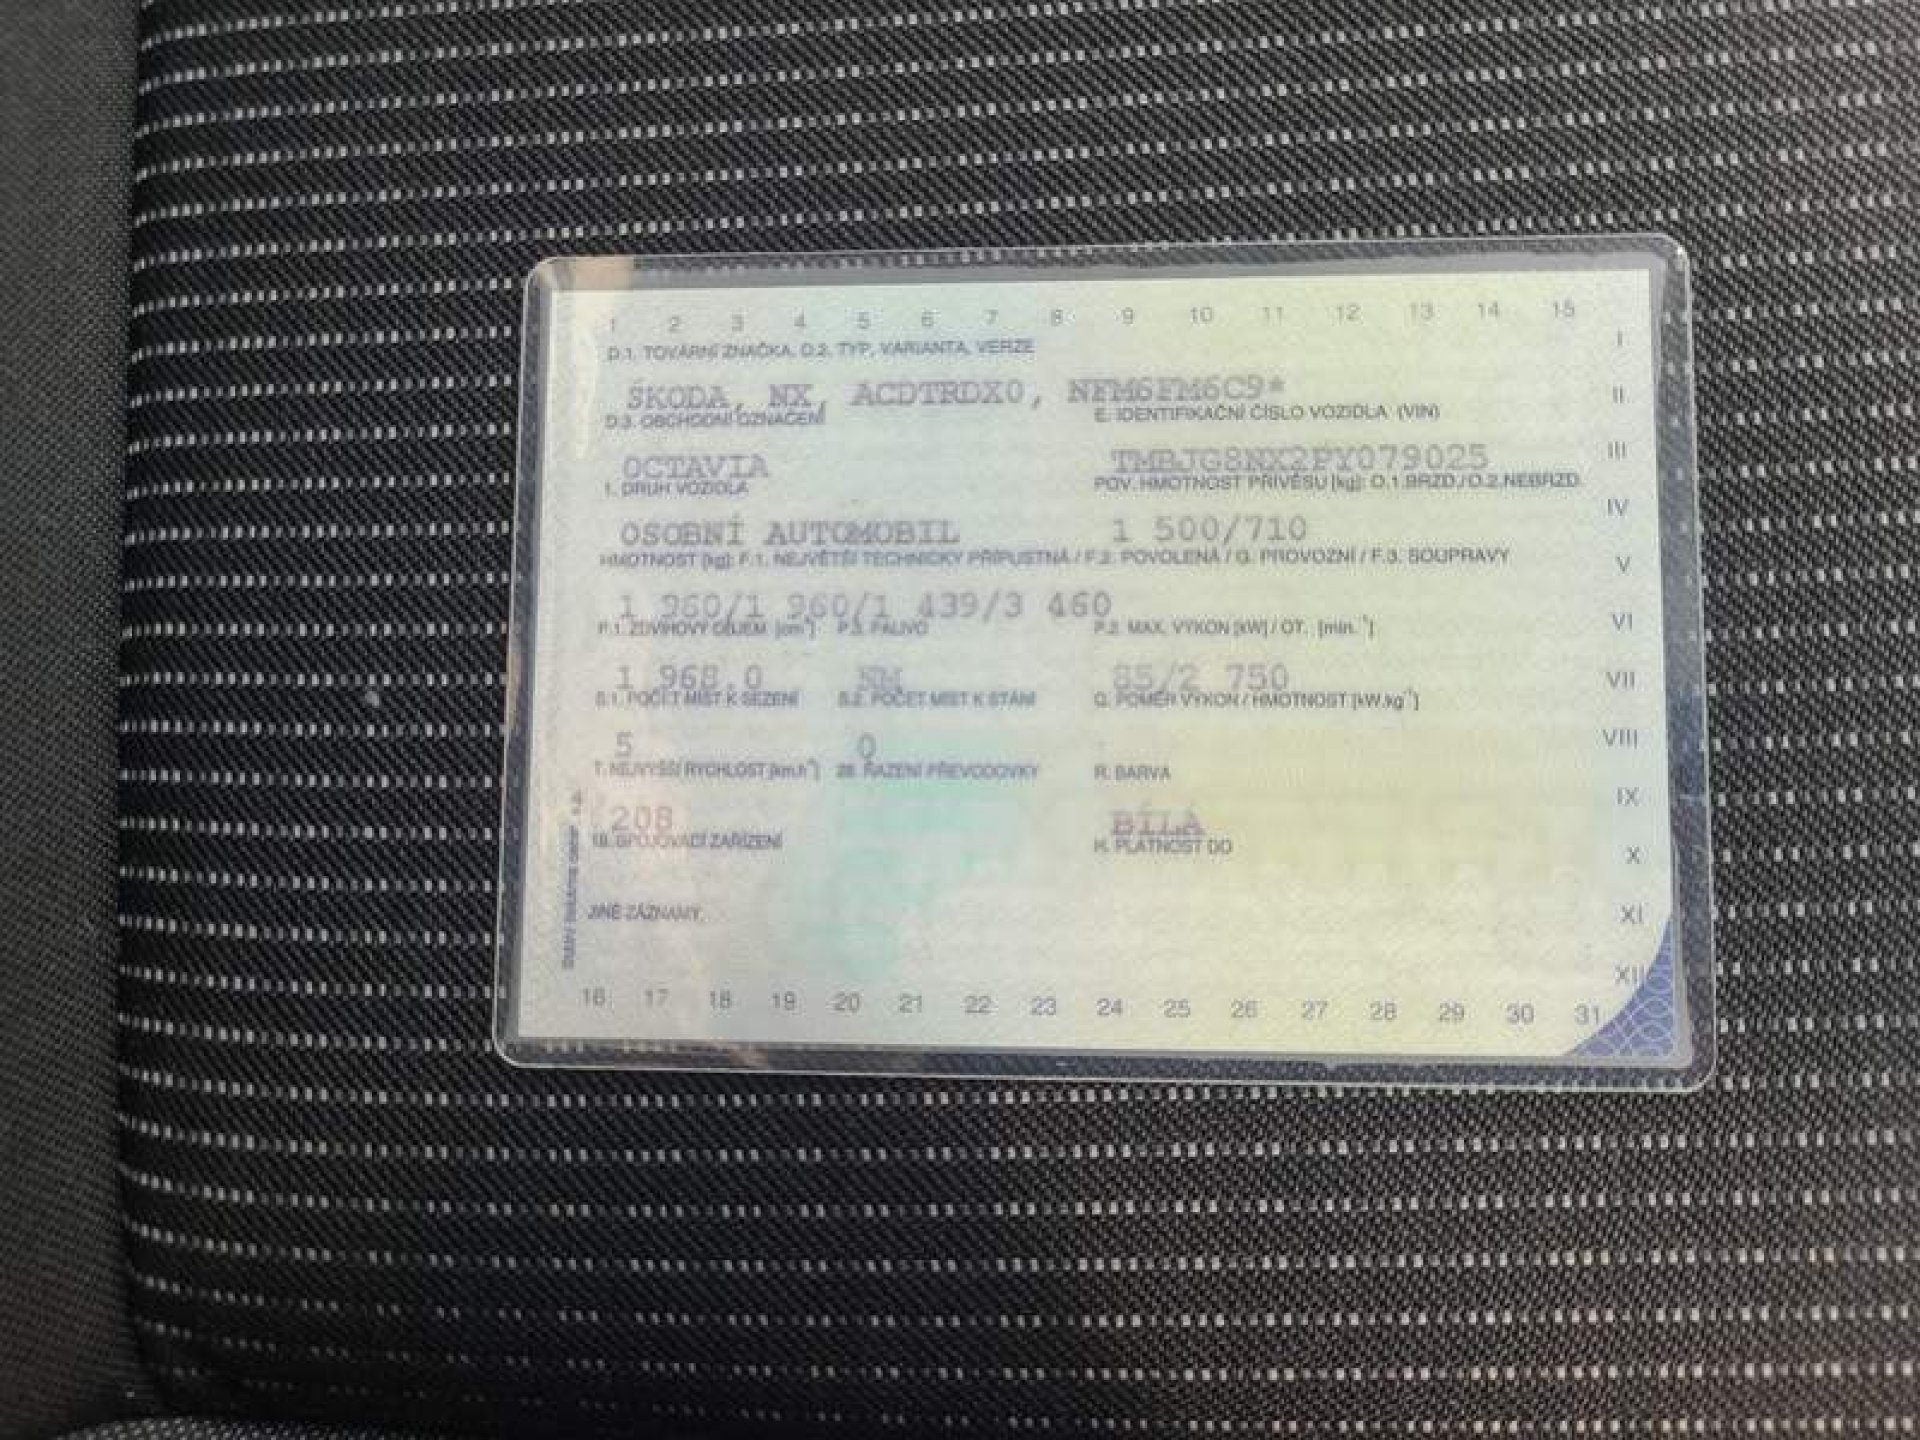 1 2 3 4 5 6 7 8 9 10 11 12 13 14 15
I
D.1. TOVÁRNÍ ZNAČKA, D.2. TYP, VARIANTA, VERZE
ŠKODA, NX, ACDTRDX0, NFM6FM6C9*
II
D.3. OBCHODNÍ OZNAČENÍ E. IDENTIFIKAČNÍ ČÍSLO VOZIDLA (VIN)
OCTAVIA TMBJG8NX2PY079025
III
1. DRUH VOZIDLA POV. HMOTNOST PŘÍVĚSU [kg]: O.1.BRZD./O.2.NEBRZD.
IV
OSOBNÍ AUTOMOBIL 1 500/710
HMOTNOST [kg]: F.1. NEJVĚTŠÍ TECHNICKY PŘÍPUSTNÁ / F.2. POVOLENÁ / G. PROVOZNÍ / F.3. SOUPRAVY
V
1 960/1 960/1 439/3 460
P.1. ZDVIHOVÝ OBJEM [cm³] P.3. PALIVO P.2. MAX. VÝKON [kW] / OT. [min.⁻¹]
VI
1 968.0 NM 85/2 750
VII
S.1. POČET MÍST K SEZENÍ S.2. POČET MÍST K STÁNÍ Q. POMĚR VÝKON / HMOTNOST [kW.kg⁻¹]
5 0
VIII
T. NEJVYŠŠÍ RYCHLOST [km.h⁻¹] 28. ŘAZENÍ PŘEVODOVKY R. BARVA
IX
208 BÍLÁ
18. SPOJOVACÍ ZAŘÍZENÍ H. PLATNOST DO
X
JINÉ ZÁZNAMY
XI
XII
16 17 18 19 20 21 22 23 24 25 26 27 28 29 30 31